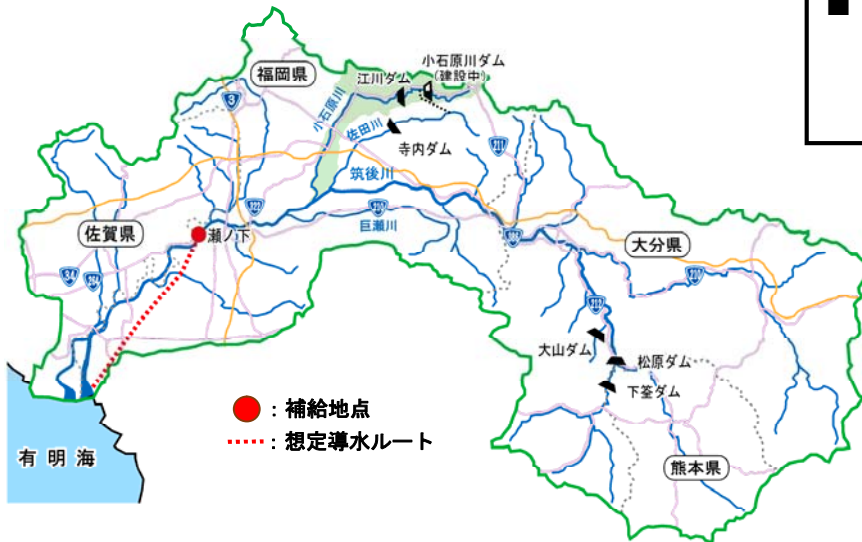 小石原川ダム
(建設中)
江川ダム
福岡県
3
小石原川
佐田川
寺内ダム
211
筑後川
322
210
巨瀬川
佐賀県
瀬ノ下
386
大分県
34
264
210
212
大山ダム
松原ダム
下筌ダム
:補給地点
:想定導水ルート
有明海
熊本県